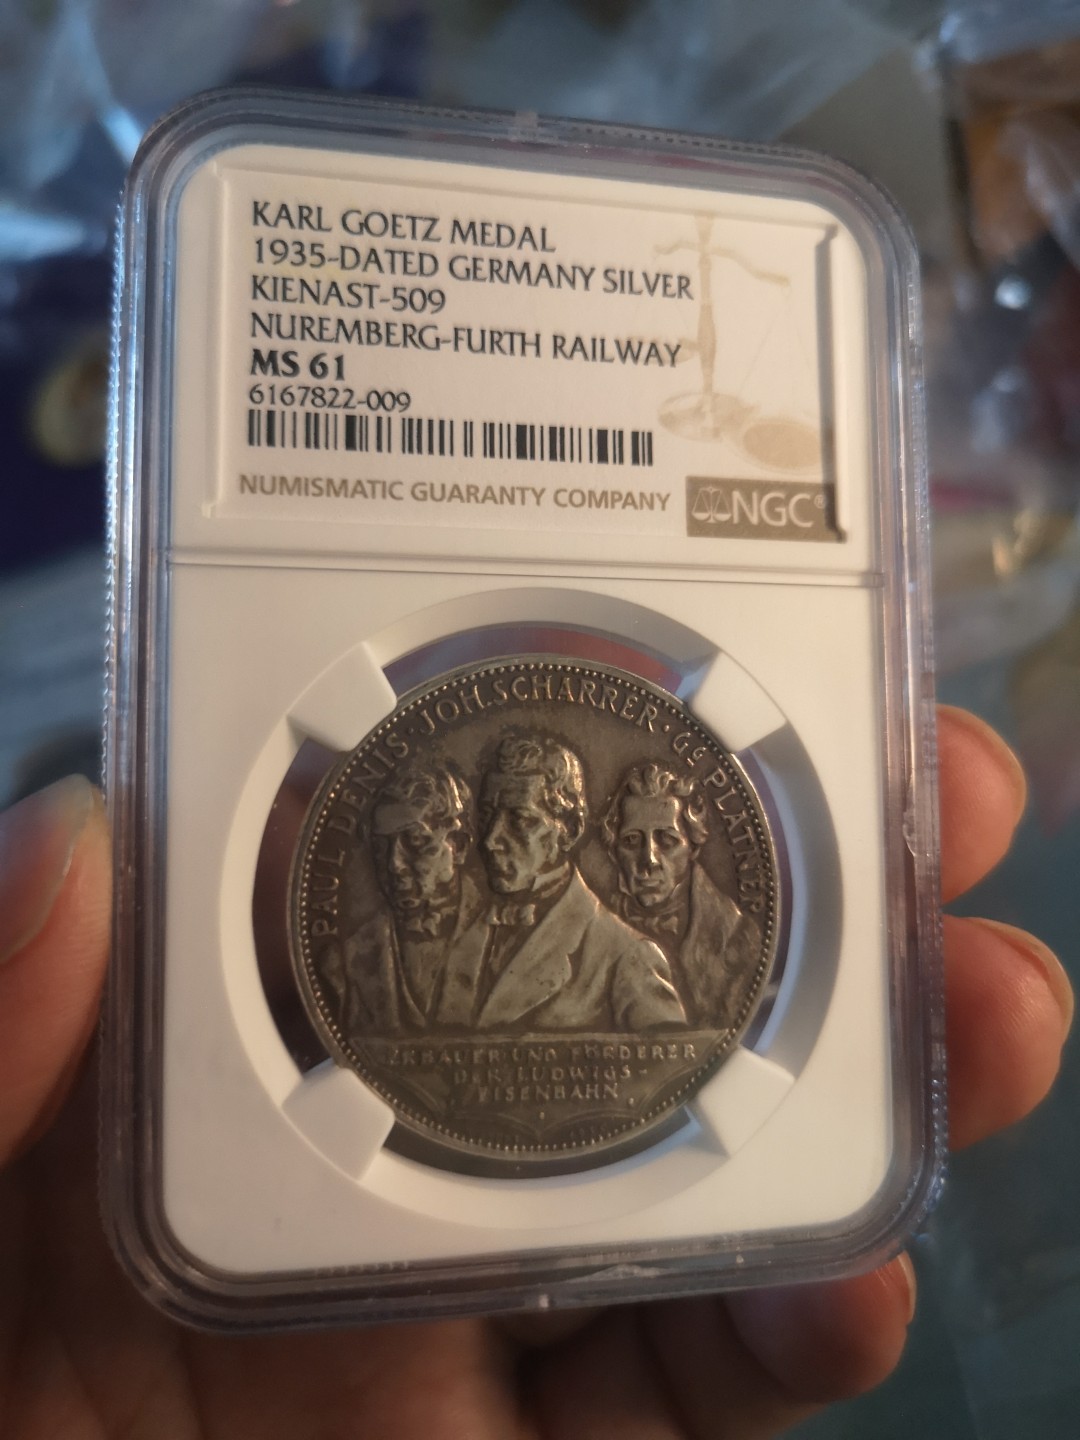 KARL GOETZ MEDAL
1935-DATED GERMANY SILVER
KIENAST-509
NUREMBERG-FURTH RAILWAY
MS 61
6167822-009
NUMISMATIC GUARANTY COMPANY
NGC®
PAUL DENIS · JOH. SCHARRER · Gg PLATNER
ERBAUER UND FÖRDERER
DER LUDWIGS-
EISENBAHN